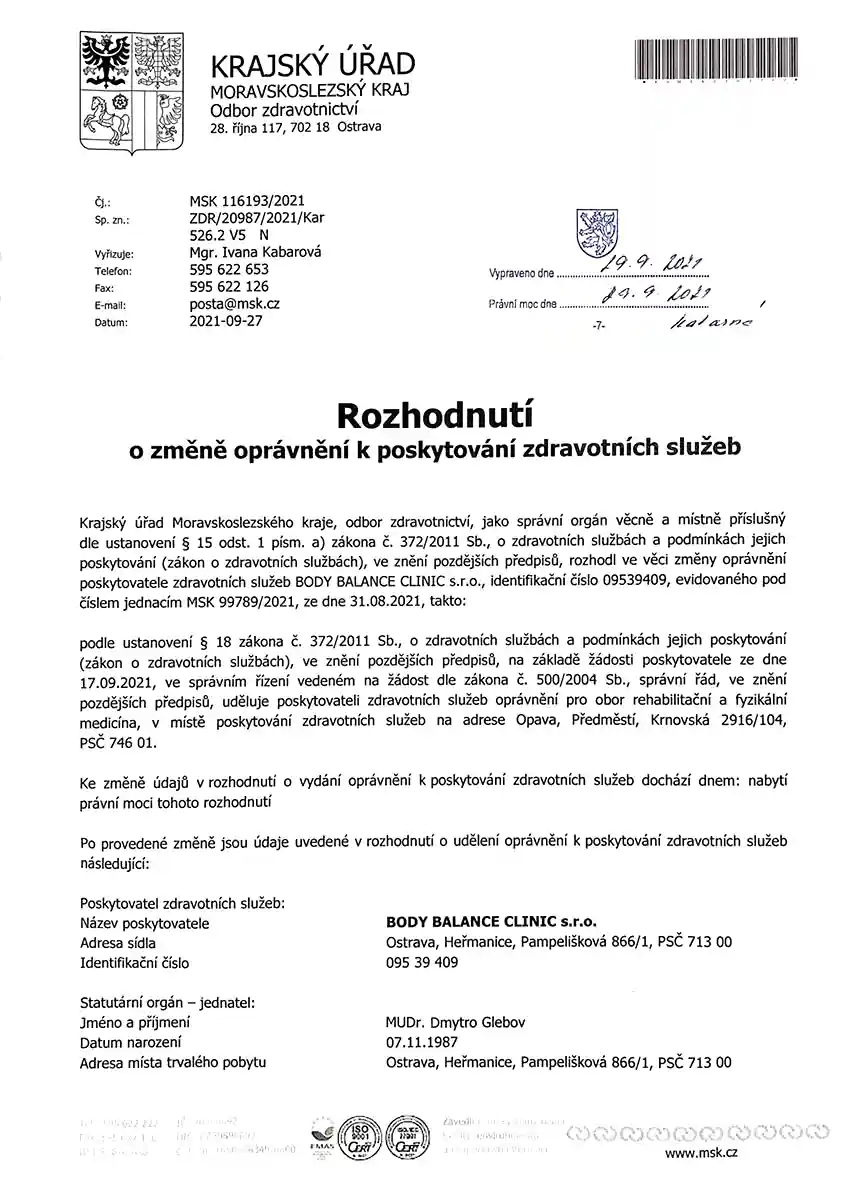 KRAJSKÝ ÚŘAD
MORAVSKOSLEZSKÝ KRAJ
Odbor zdravotnictví
28. října 117, 702 18 Ostrava
Čj.: MSK 116193/2021
Sp. zn.: ZDR/20987/2021/Kar
526.2 V5 N
Vyřizuje: Mgr. Ivana Kabarová
Telefon: 595 622 653
Fax: 595 622 126
E-mail: posta@msk.cz
Datum: 2021-09-27
Vypraveno dne 29. 9. 2021
Právní moc dne 29. 9 2021
-7-
Rozhodnutí
o změně oprávnění k poskytování zdravotních služeb
Krajský úřad Moravskoslezského kraje, odbor zdravotnictví, jako správní orgán věcně a místně příslušný
dle ustanovení § 15 odst. 1 písm. a) zákona č. 372/2011 Sb., o zdravotních službách a podmínkách jejich
poskytování (zákon o zdravotních službách), ve znění pozdějších předpisů, rozhodl ve věci změny oprávnění
poskytovatele zdravotních služeb BODY BALANCE CLINIC s.r.o., identifikační číslo 09539409, evidovaného pod
číslem jednacím MSK 99789/2021, ze dne 31.08.2021, takto:
podle ustanovení § 18 zákona č. 372/2011 Sb., o zdravotních službách a podmínkách jejich poskytování
(zákon o zdravotních službách), ve znění pozdějších předpisů, na základě žádosti poskytovatele ze dne
17.09.2021, ve správním řízení vedeném na žádost dle zákona č. 500/2004 Sb., správní řád, ve znění
pozdějších předpisů, uděluje poskytovateli zdravotních služeb oprávnění pro obor rehabilitační a fyzikální
medicína, v místě poskytování zdravotních služeb na adrese Opava, Předměstí, Krnovská 2916/104,
PSČ 746 01.
Ke změně údajů v rozhodnutí o vydání oprávnění k poskytování zdravotních služeb dochází dnem: nabytí
právní moci tohoto rozhodnutí
Po provedené změně jsou údaje uvedené v rozhodnutí o udělení oprávnění k poskytování zdravotních služeb
následující:
Poskytovatel zdravotních služeb:
Název poskytovatele BODY BALANCE CLINIC s.r.o.
Adresa sídla Ostrava, Heřmanice, Pampelišková 866/1, PSČ 713 00
Identifikační číslo 095 39 409
Statutární orgán – jednatel:
Jméno a příjmení MUDr. Dmytro Glebov
Datum narození 07.11.1987
Adresa místa trvalého pobytu Ostrava, Heřmanice, Pampelišková 866/1, PSČ 713 00
EMAS
ISO 9001 CERT
ISO/IEC 27001 CERT
www.msk.cz